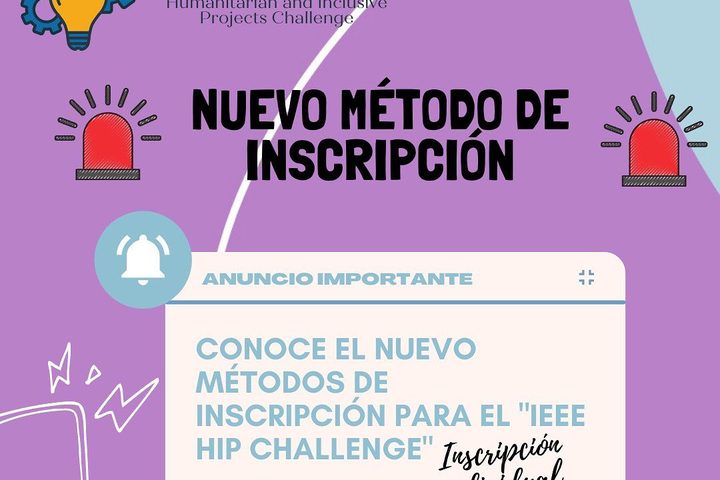 Humanitarian and Inclusive
Projects Challenge
NUEVO MÉTODO DE
INSCRIPCIÓN
ANUNCIO IMPORTANTE
CONOCE EL NUEVO
MÉTODOS DE
INSCRIPCIÓN PARA EL "IEEE
HIP CHALLENGE"
Inscripción